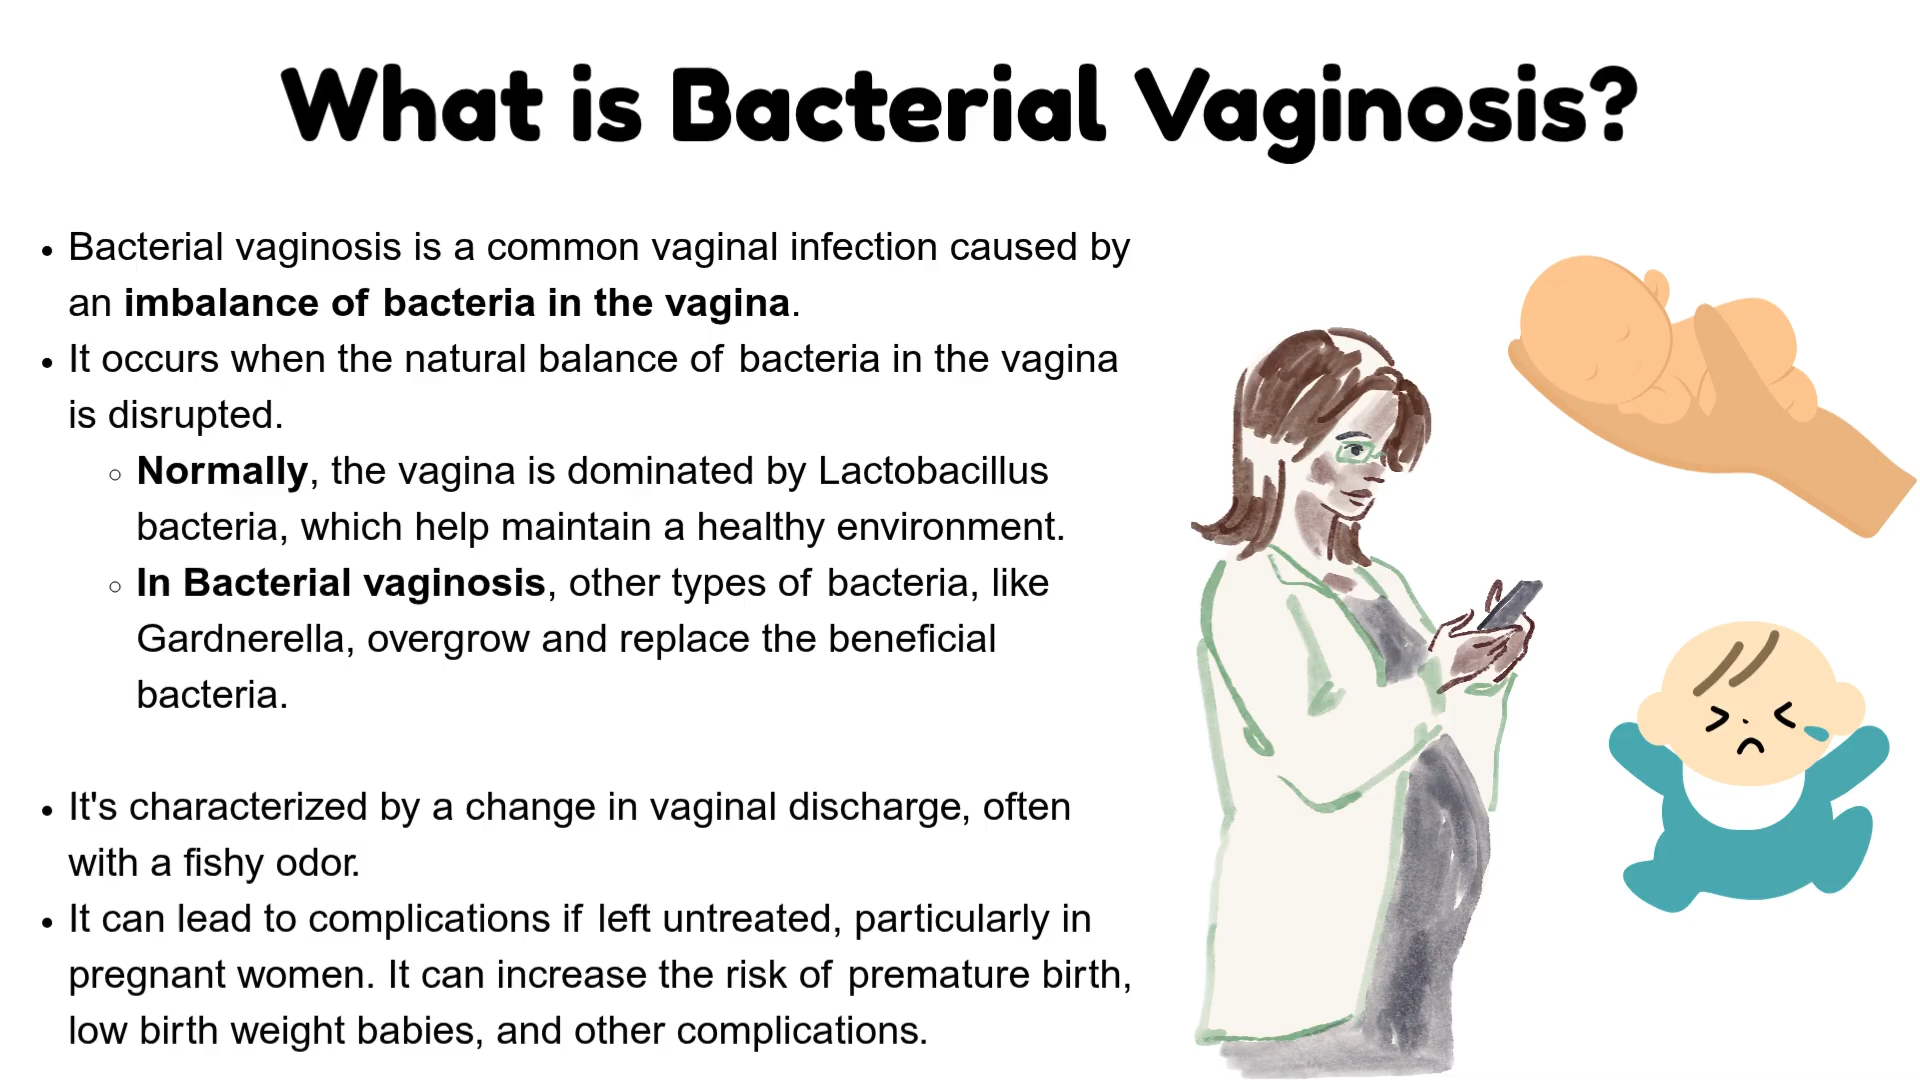 What is Bacterial Vaginosis?
• Bacterial vaginosis is a common vaginal infection caused by
an imbalance of bacteria in the vagina.
• It occurs when the natural balance of bacteria in the vagina
is disrupted.
◦ Normally, the vagina is dominated by Lactobacillus
bacteria, which help maintain a healthy environment.
◦ In Bacterial vaginosis, other types of bacteria, like
Gardnerella, overgrow and replace the beneficial
bacteria.
• It's characterized by a change in vaginal discharge, often
with a fishy odor.
• It can lead to complications if left untreated, particularly in
pregnant women. It can increase the risk of premature birth,
low birth weight babies, and other complications.